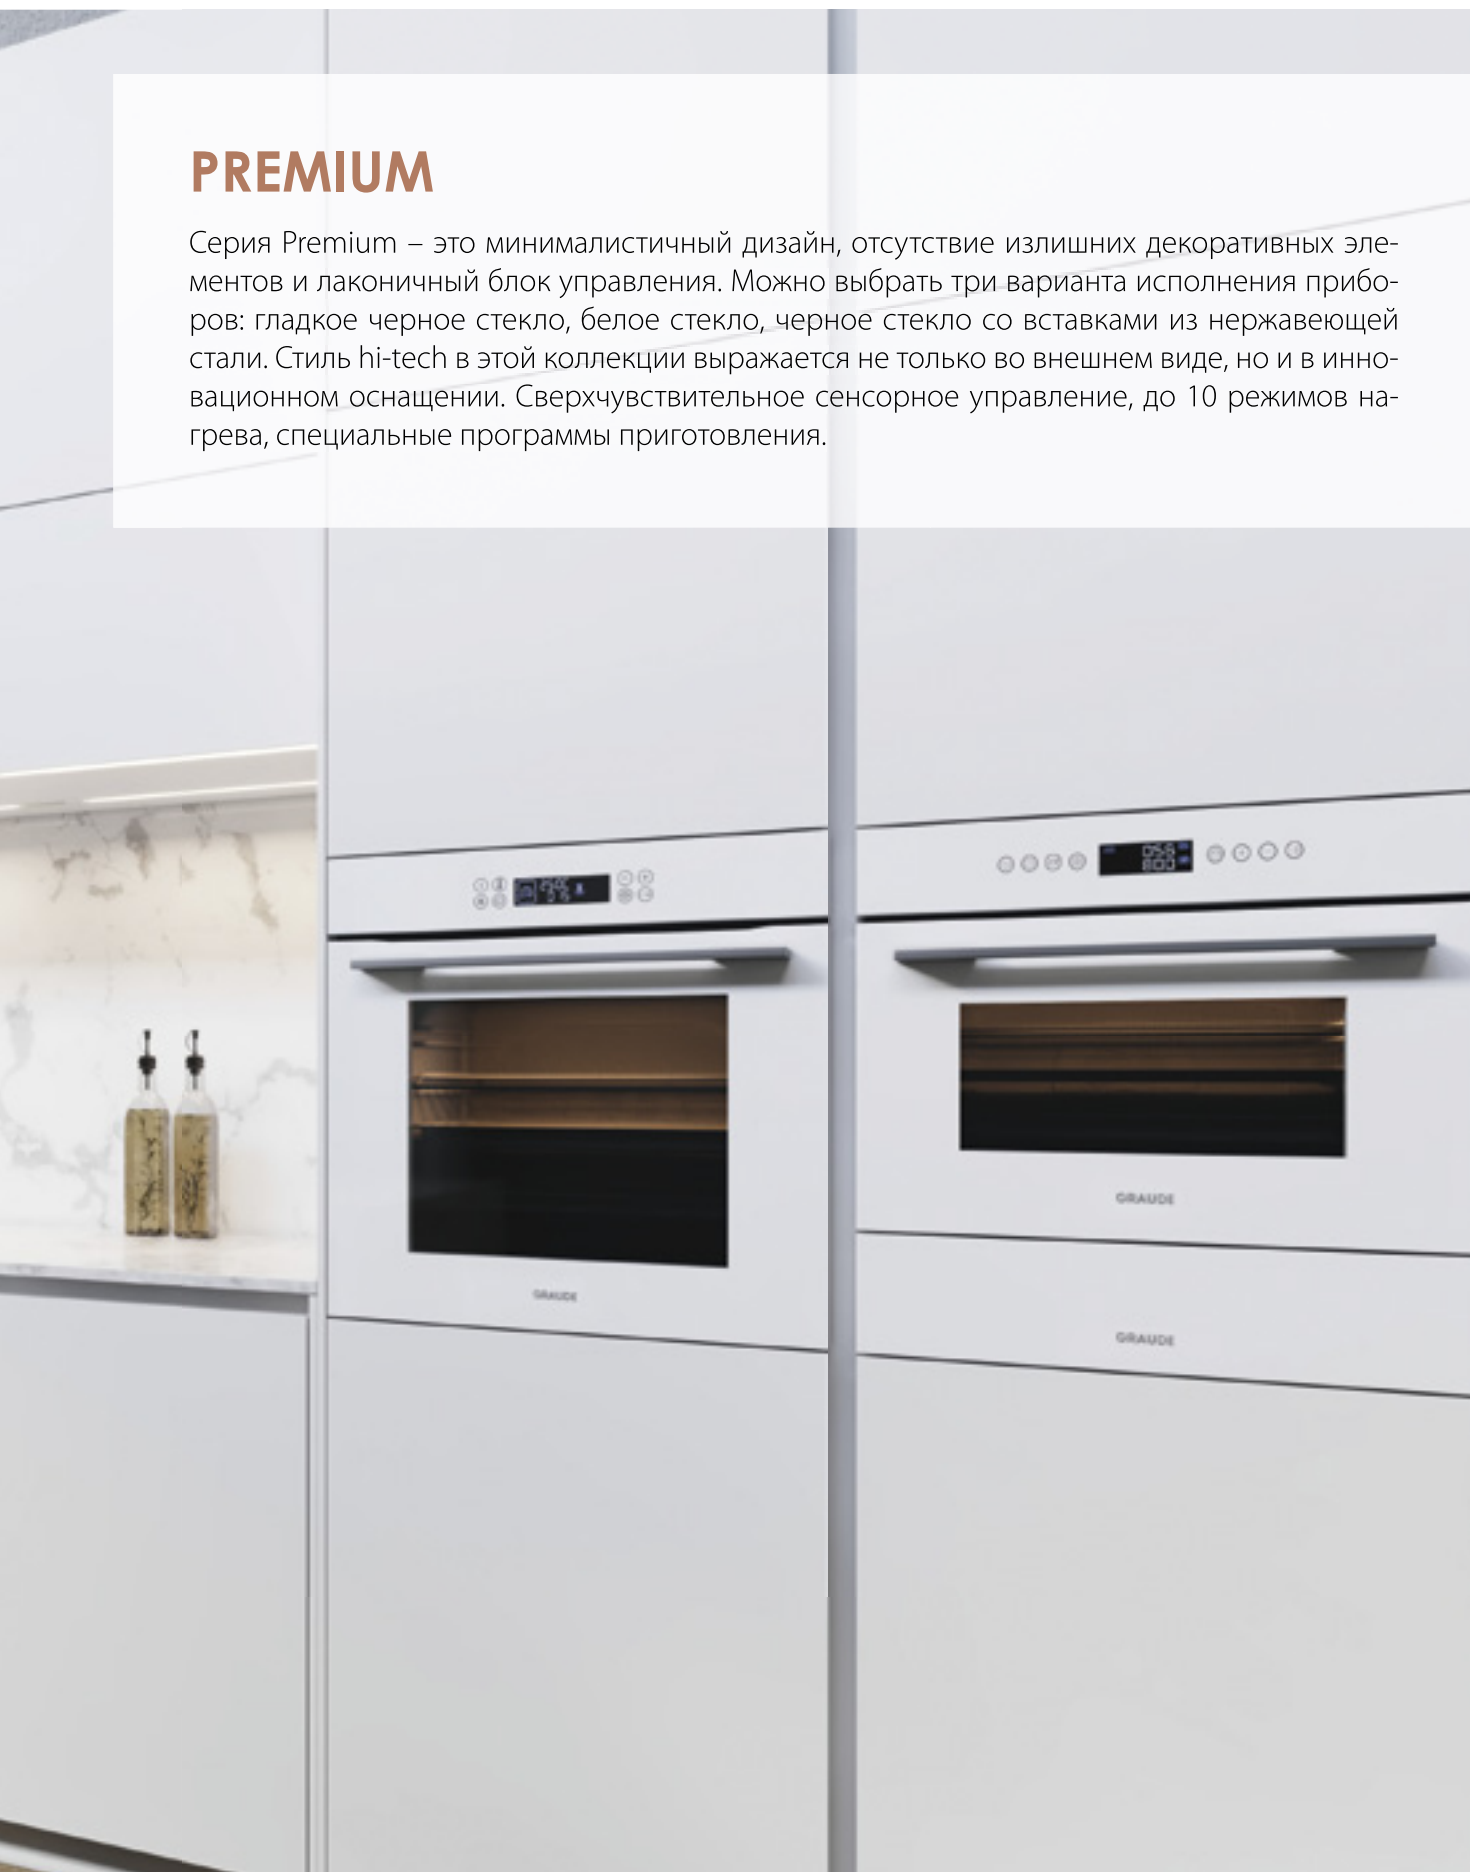 PREMIUM
Серия Premium – это минималистичный дизайн, отсутствие излишних декоративных эле-
ментов и лаконичный блок управления. Можно выбрать три варианта исполнения прибо-
ров: гладкое черное стекло, белое стекло, черное стекло со вставками из нержавеющей
стали. Стиль hi-tech в этой коллекции выражается не только во внешнем виде, но и в инно-
вационном оснащении. Сверхчувствительное сенсорное управление, до 10 режимов на-
грева, специальные программы приготовления.
GRAUDE
GRAUDE
GRAUDE